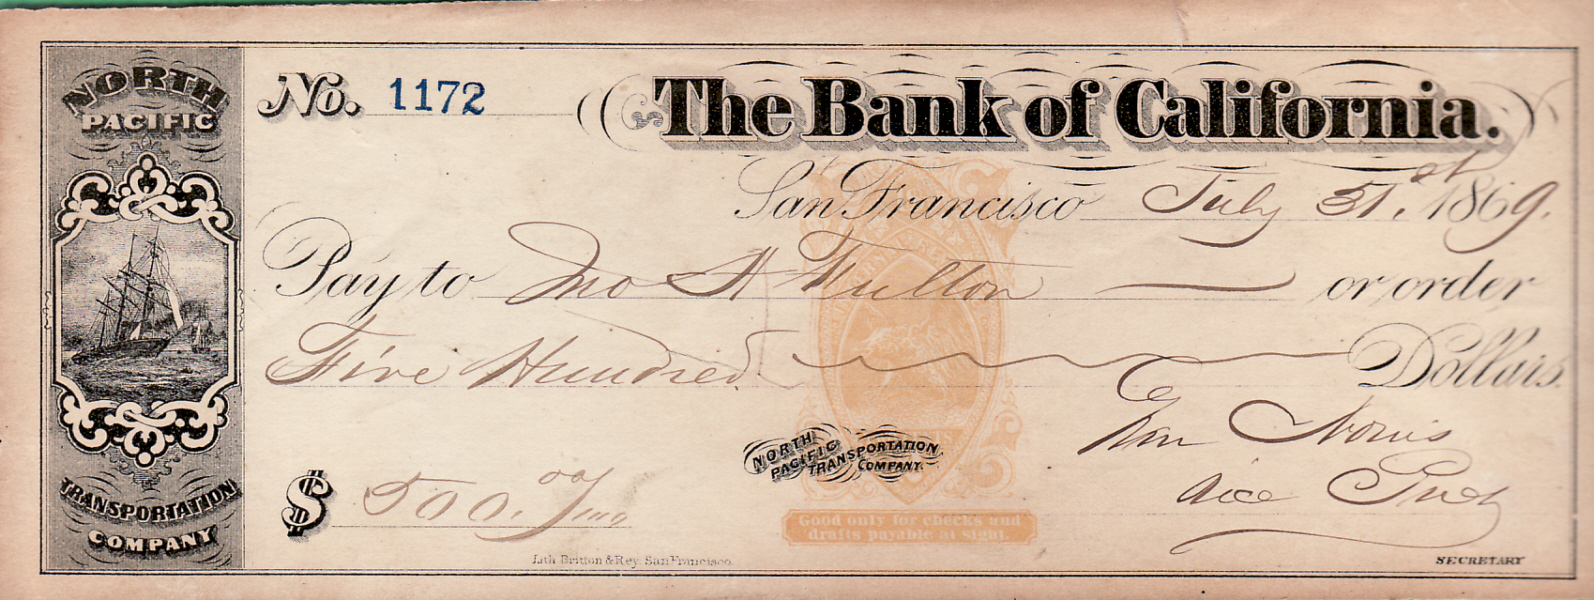 NORTH
PACIFIC
TRANSPORTATION
COMPANY
No. 1172
The Bank of California.
San Francisco July 31st. 1869.
Pay to Jno H Fulton or order
Five Hundred Dollars.
NORTH
PACIFIC
TRANSPORTATION
COMPANY.
$ 500.00/100
Wm Norris
Vice Prest
Good only for checks and
drafts payable at sight.
Lith Britton & Rey. San Francisco.
SECRETARY